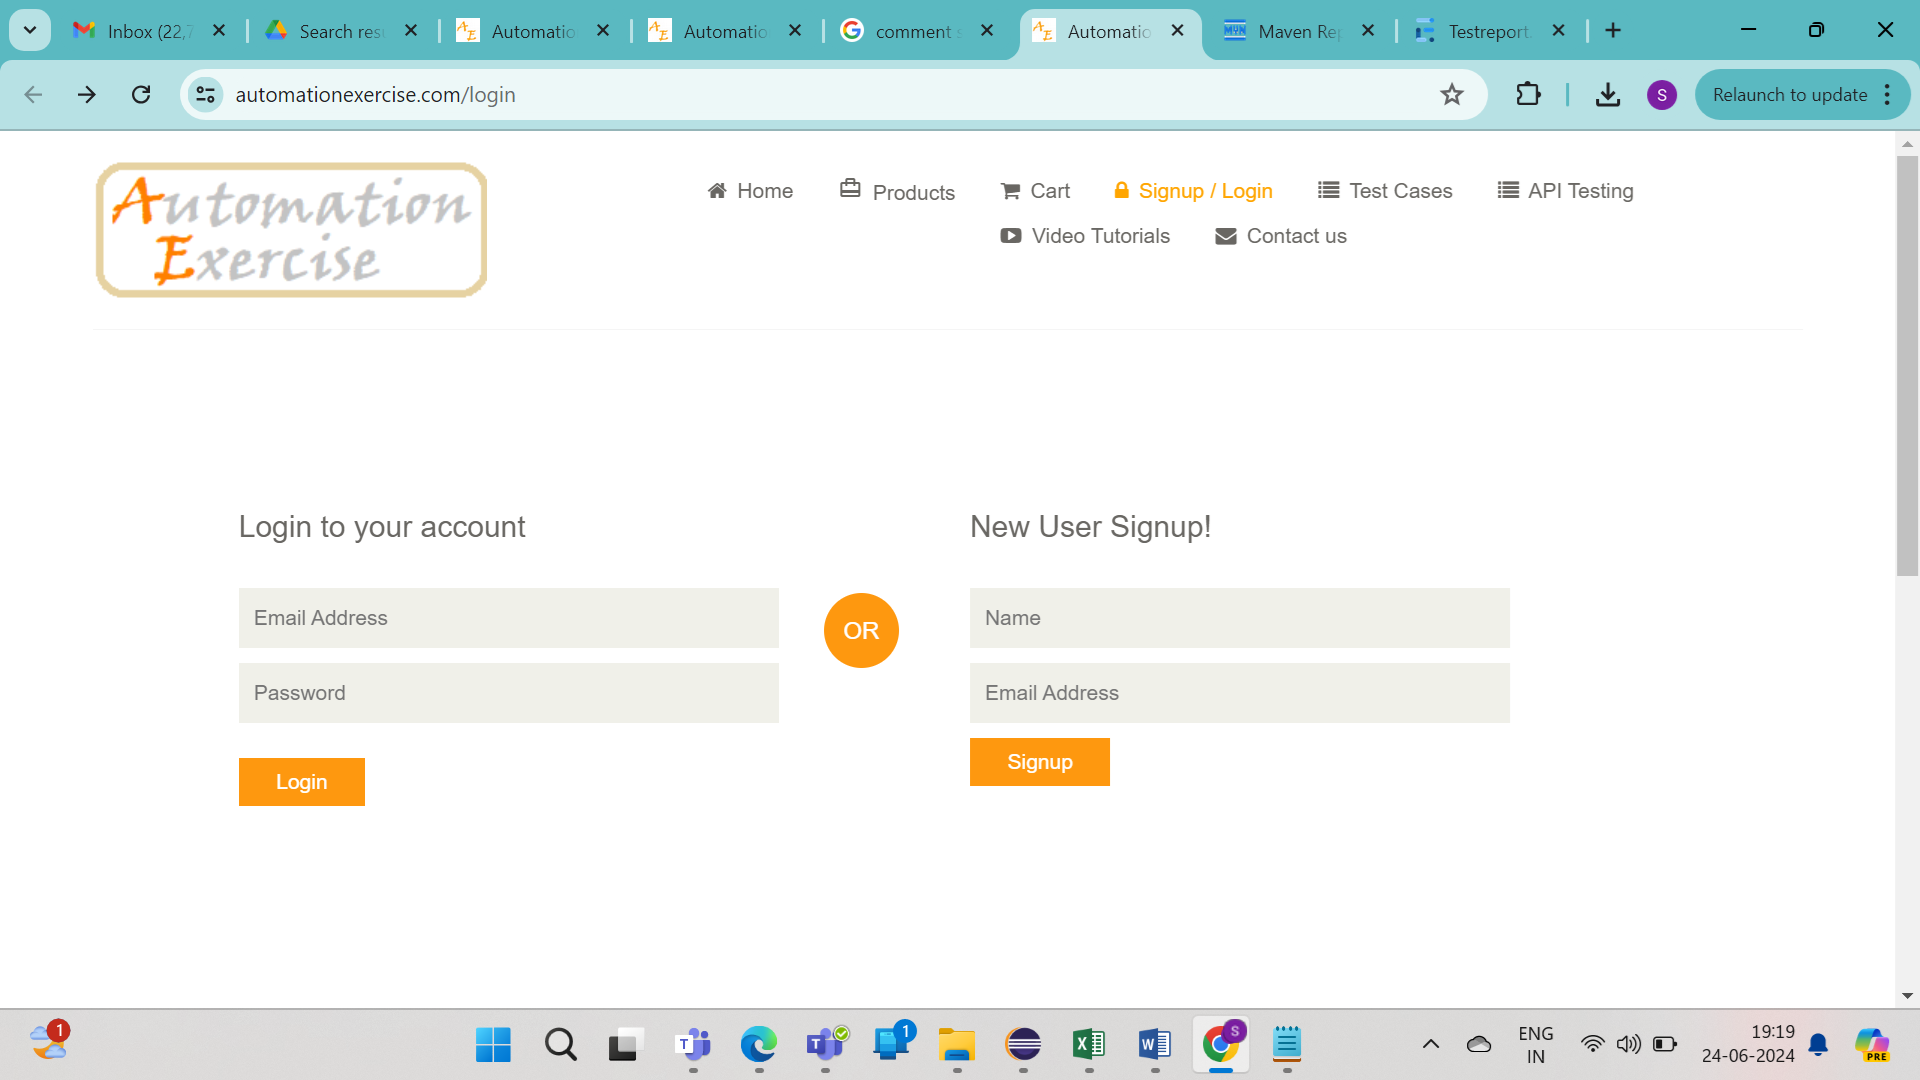 Inbox (22,7
Search res
Automatio
Automatio
comment s
Automatio
Maven Rep
Testreport.
automationexercise.com/login
S
Relaunch to update
Automation
Exercise
Home
Products
Cart
Signup / Login
Test Cases
API Testing
Video Tutorials
Contact us
Login to your account
New User Signup!
Email Address
OR
Name
Password
Email Address
Login
Signup
1
1
S
ENG
IN
19:19
24-06-2024
PRE